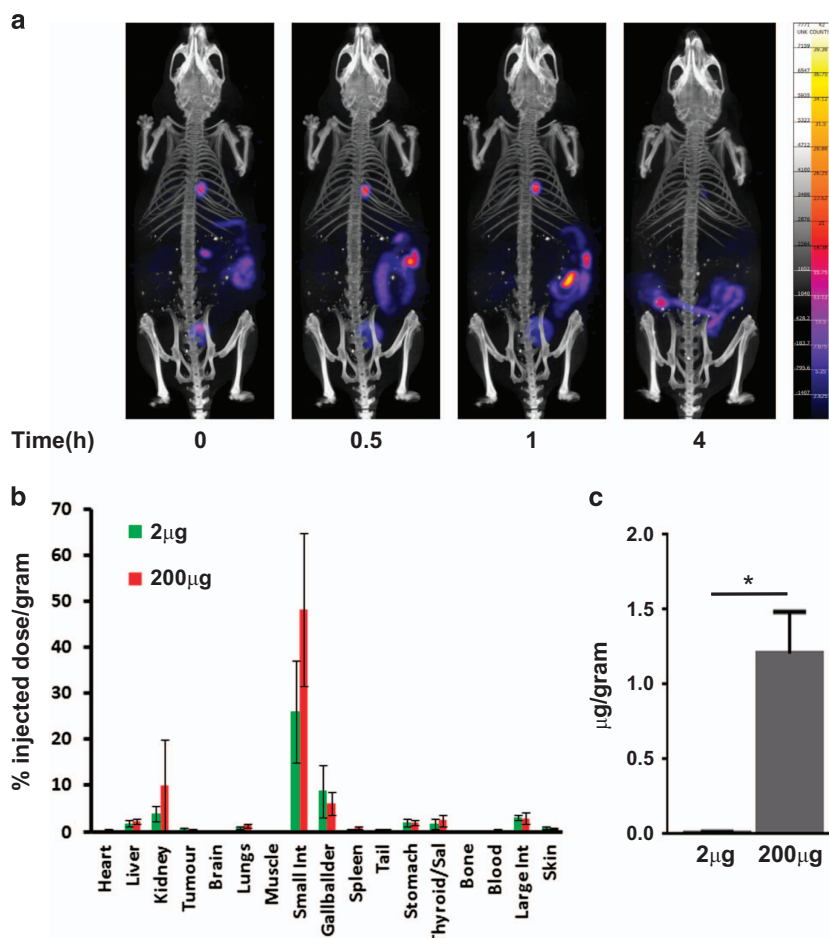 a
UNK COUNTS
Time(h) 0 0.5 1 4
b
70
60
50
40
30
20
10
0
% injected dose/gram
2µg
200µg
Heart
Liver
Kidney
Tumour
Brain
Lungs
Muscle
Small Int
Gallballder
Spleen
Tail
Stomach
Thyroid/Sal
Bone
Blood
Large Int
Skin
c
2.0
1.5
1.0
0.5
0.0
µg/gram
*
2µg 200µg